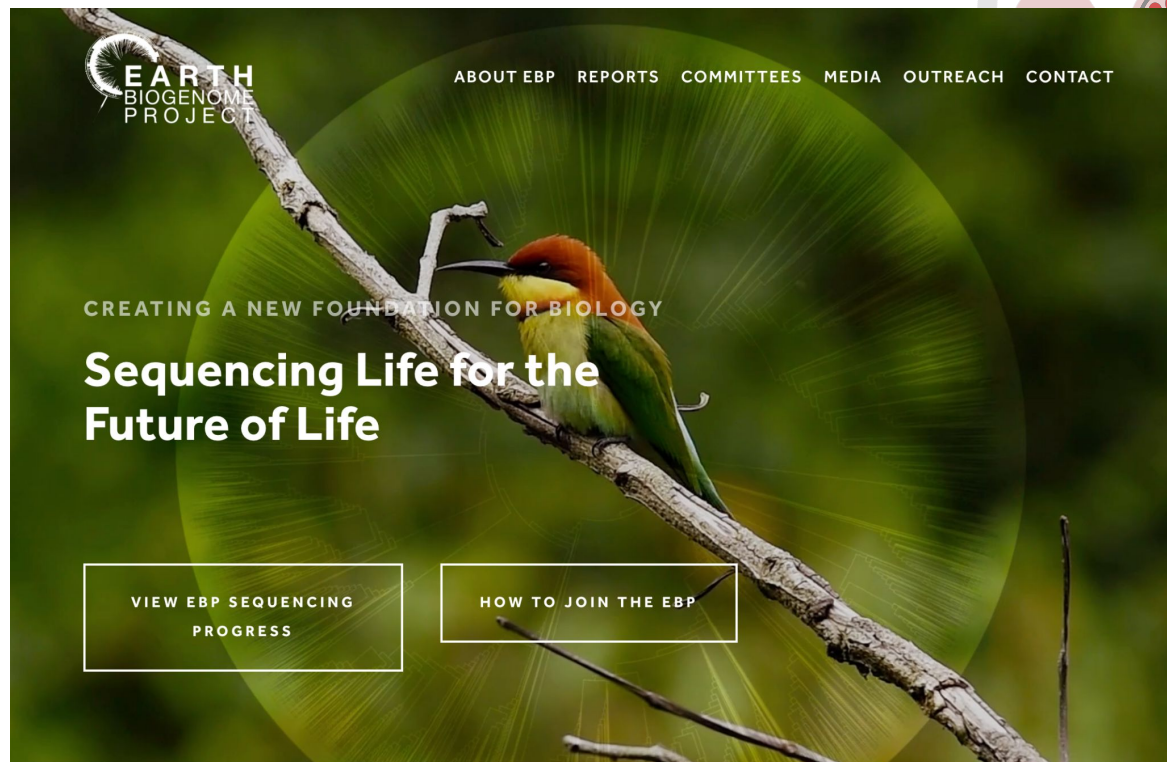 EARTH
BIOGENOME
PROJECT
ABOUT EBP REPORTS COMMITTEES MEDIA OUTREACH CONTACT
CREATING A NEW FOUNDATION FOR BIOLOGY
Sequencing Life for the
Future of Life
VIEW EBP SEQUENCING
PROGRESS
HOW TO JOIN THE EBP